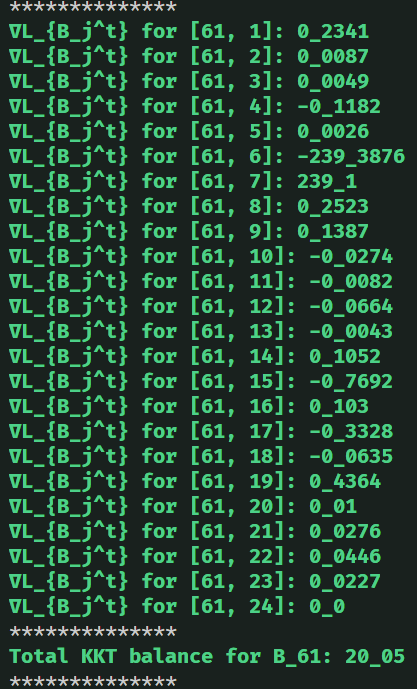 **************
∇L_{B_j^t} for [61, 1]: 0_2341
∇L_{B_j^t} for [61, 2]: 0_0087
∇L_{B_j^t} for [61, 3]: 0_0049
∇L_{B_j^t} for [61, 4]: -0_1182
∇L_{B_j^t} for [61, 5]: 0_0026
∇L_{B_j^t} for [61, 6]: -239_3876
∇L_{B_j^t} for [61, 7]: 239_1
∇L_{B_j^t} for [61, 8]: 0_2523
∇L_{B_j^t} for [61, 9]: 0_1387
∇L_{B_j^t} for [61, 10]: -0_0274
∇L_{B_j^t} for [61, 11]: -0_0082
∇L_{B_j^t} for [61, 12]: -0_0664
∇L_{B_j^t} for [61, 13]: -0_0043
∇L_{B_j^t} for [61, 14]: 0_1052
∇L_{B_j^t} for [61, 15]: -0_7692
∇L_{B_j^t} for [61, 16]: 0_103
∇L_{B_j^t} for [61, 17]: -0_3328
∇L_{B_j^t} for [61, 18]: -0_0635
∇L_{B_j^t} for [61, 19]: 0_4364
∇L_{B_j^t} for [61, 20]: 0_01
∇L_{B_j^t} for [61, 21]: 0_0276
∇L_{B_j^t} for [61, 22]: 0_0446
∇L_{B_j^t} for [61, 23]: 0_0227
∇L_{B_j^t} for [61, 24]: 0_0
**************
Total KKT balance for B_61: 20_05
**************